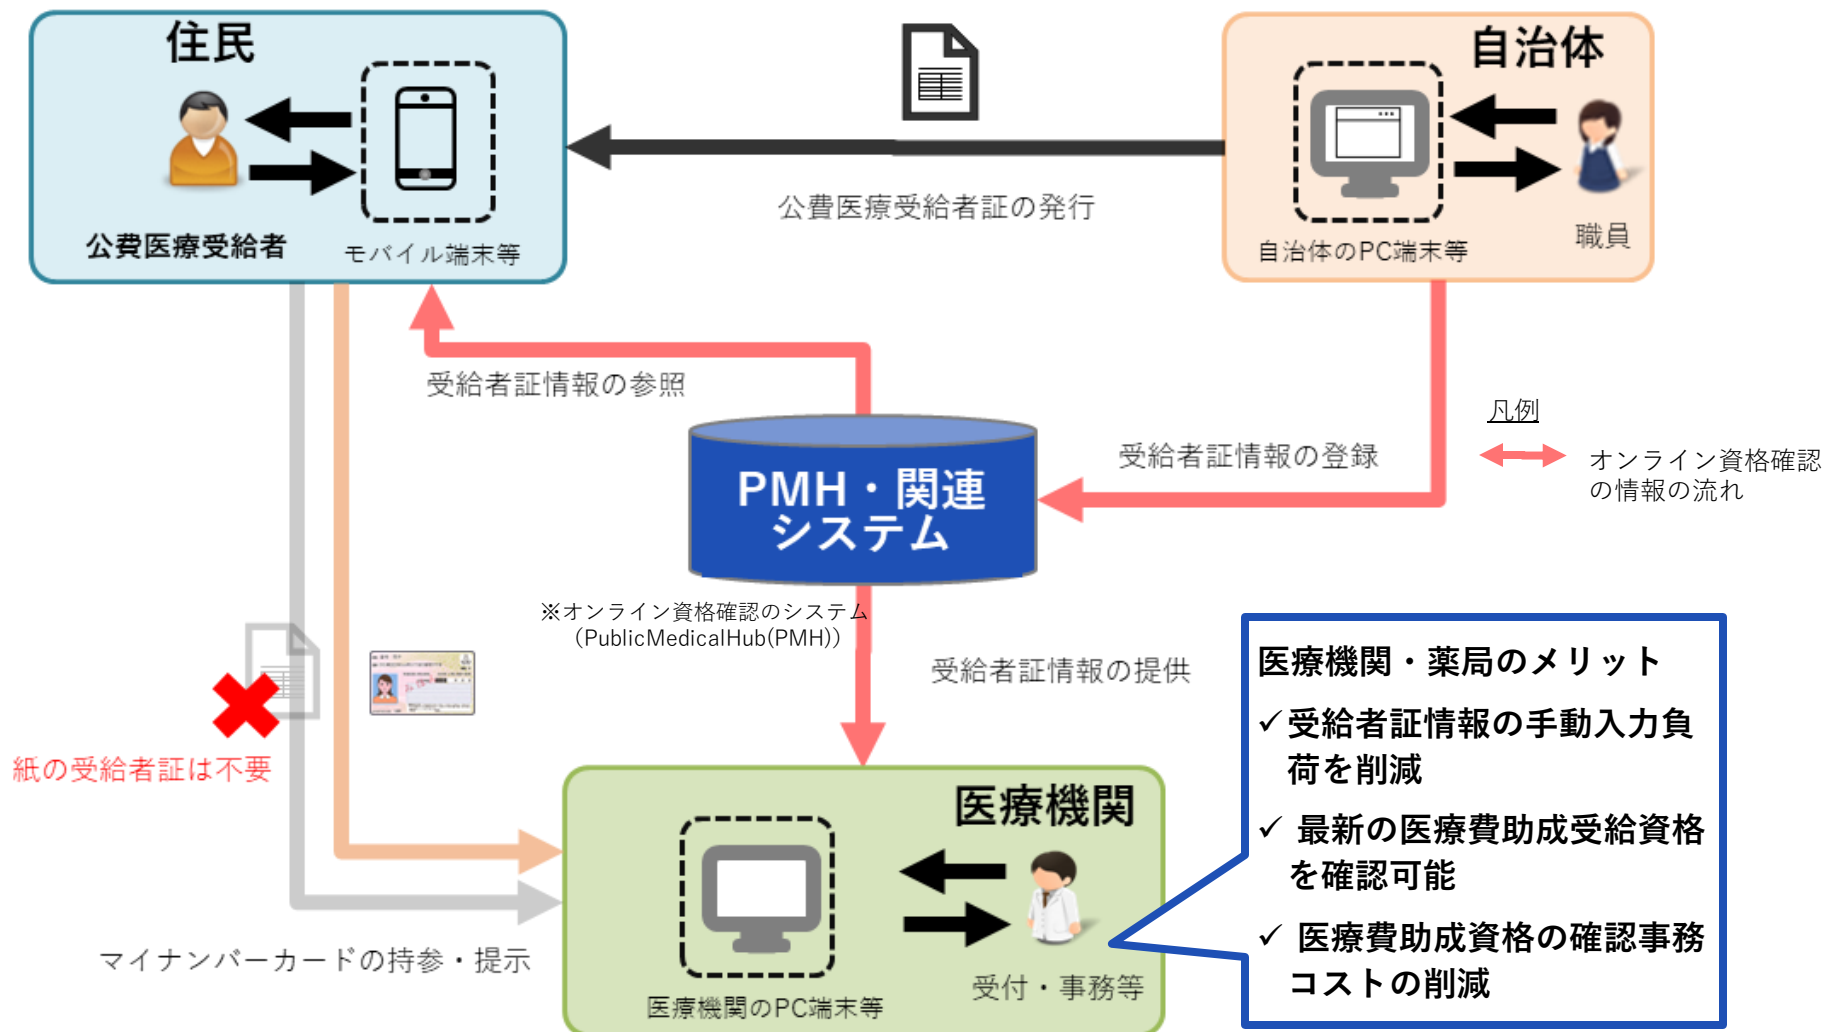 住民
自治体
公費医療受給者
モバイル端末等
公費医療受給者証の発行
自治体のPC端末等
職員
受給者証情報の参照
受給者証情報の登録
凡例
オンライン資格確認
の情報の流れ
PMH・関連
システム
※オンライン資格確認のシステム
（PublicMedicalHub(PMH)）
受給者証情報の提供
紙の受給者証は不要
マイナンバーカードの持参・提示
医療機関
医療機関のPC端末等
受付・事務等
医療機関・薬局のメリット
✓受給者証情報の手動入力負
荷を削減
✓ 最新の医療費助成受給資格
を確認可能
✓ 医療費助成資格の確認事務
コストの削減